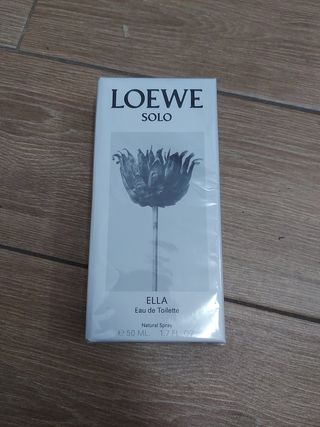 LOEWE
SOLO
ELLA
Eau de Toilette
Natural Spray
℮ 50 ML. 1.7 FL.OZ